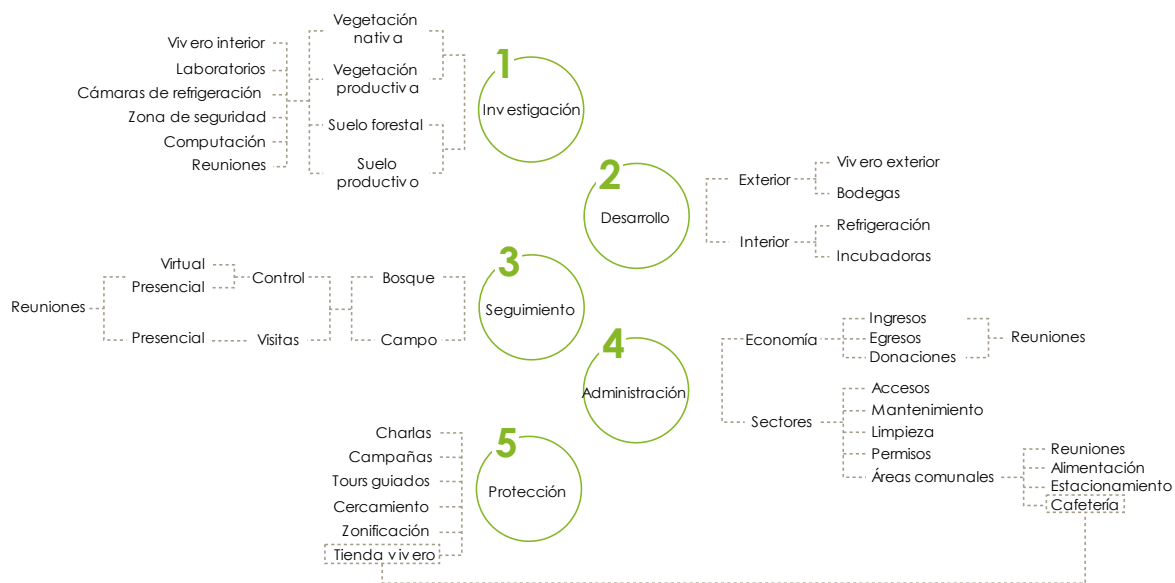 1
Investigación
Vegetación
nativa
Vegetación
productiva
Suelo forestal
Suelo
productivo
Vivero interior
Laboratorios
Cámaras de refrigeración
Zona de seguridad
Computación
Reuniones
2
Desarrollo
Exterior
Vivero exterior
Bodegas
Interior
Refrigeración
Incubadoras
3
Seguimiento
Bosque
Campo
Control
Visitas
Virtual
Presencial
Presencial
Reuniones
4
Administración
Economía
Ingresos
Egresos
Donaciones
Reuniones
Sectores
Accesos
Mantenimiento
Limpieza
Permisos
Áreas comunales
Reuniones
Alimentación
Estacionamiento
Cafetería
5
Protección
Charlas
Campañas
Tours guiados
Cercamiento
Zonificación
Tienda vivero